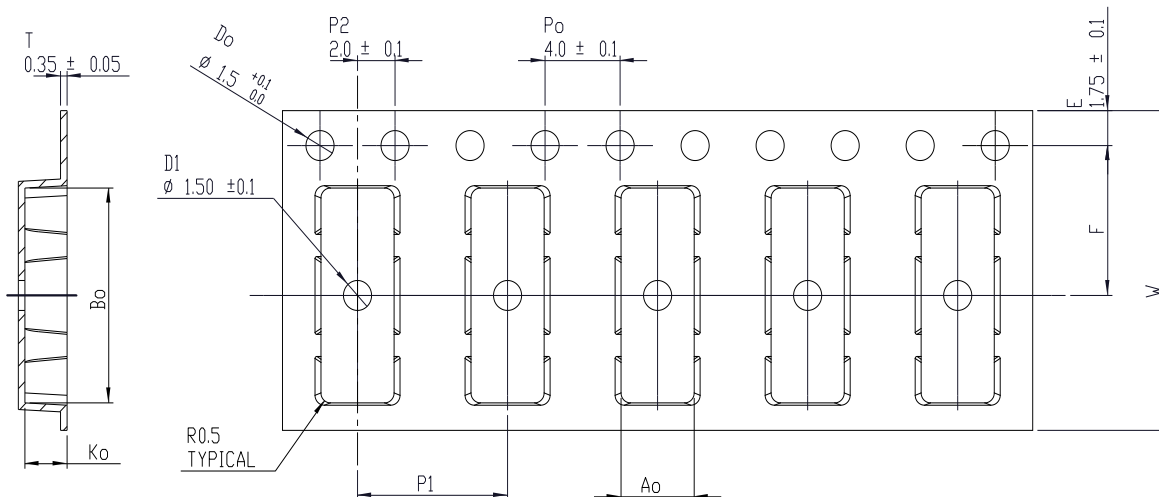 T
0.35 ± 0.05
Do
ø 1.5 +0.1 0.0
P2
2.0 ± 0.1
Po
4.0 ± 0.1
E
1.75 ± 0.1
D1
ø 1.50 ±0.1
F
W
Bo
Ko
R0.5
TYPICAL
P1
Ao